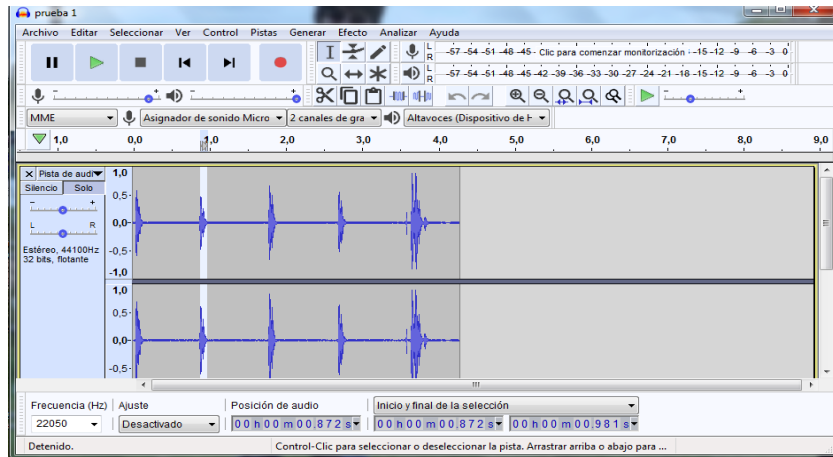 prueba 1
Archivo Editar Seleccionar Ver Control Pistas Generar Efecto Analizar Ayuda
L R -57 -54 -51 -48 -45 - Clic para comenzar monitorización -15 -12 -9 -6 -3 0
L R -57 -54 -51 -48 -45 -42 -39 -36 -33 -30 -27 -24 -21 -18 -15 -12 -9 -6 -3 0
MME Asignador de sonido Micro 2 canales de gra Altavoces (Dispositivo de H
1,0 0,0 1,0 2,0 3,0 4,0 5,0 6,0 7,0 8,0 9,0
Pista de audi 1,0
Silencio Solo
0,5
- +
L R 0,0
Estéreo, 44100Hz -0,5
32 bits, flotante
-1,0
1,0
0,5
0,0
-0,5
Frecuencia (Hz) Ajuste Posición de audio Inicio y final de la selección
22050 Desactivado 00 h 00 m 00.872 s 00 h 00 m 00.872 s 00 h 00 m 00.981 s
Detenido. Control-Clic para seleccionar o deseleccionar la pista. Arrastrar arriba o abajo para ...